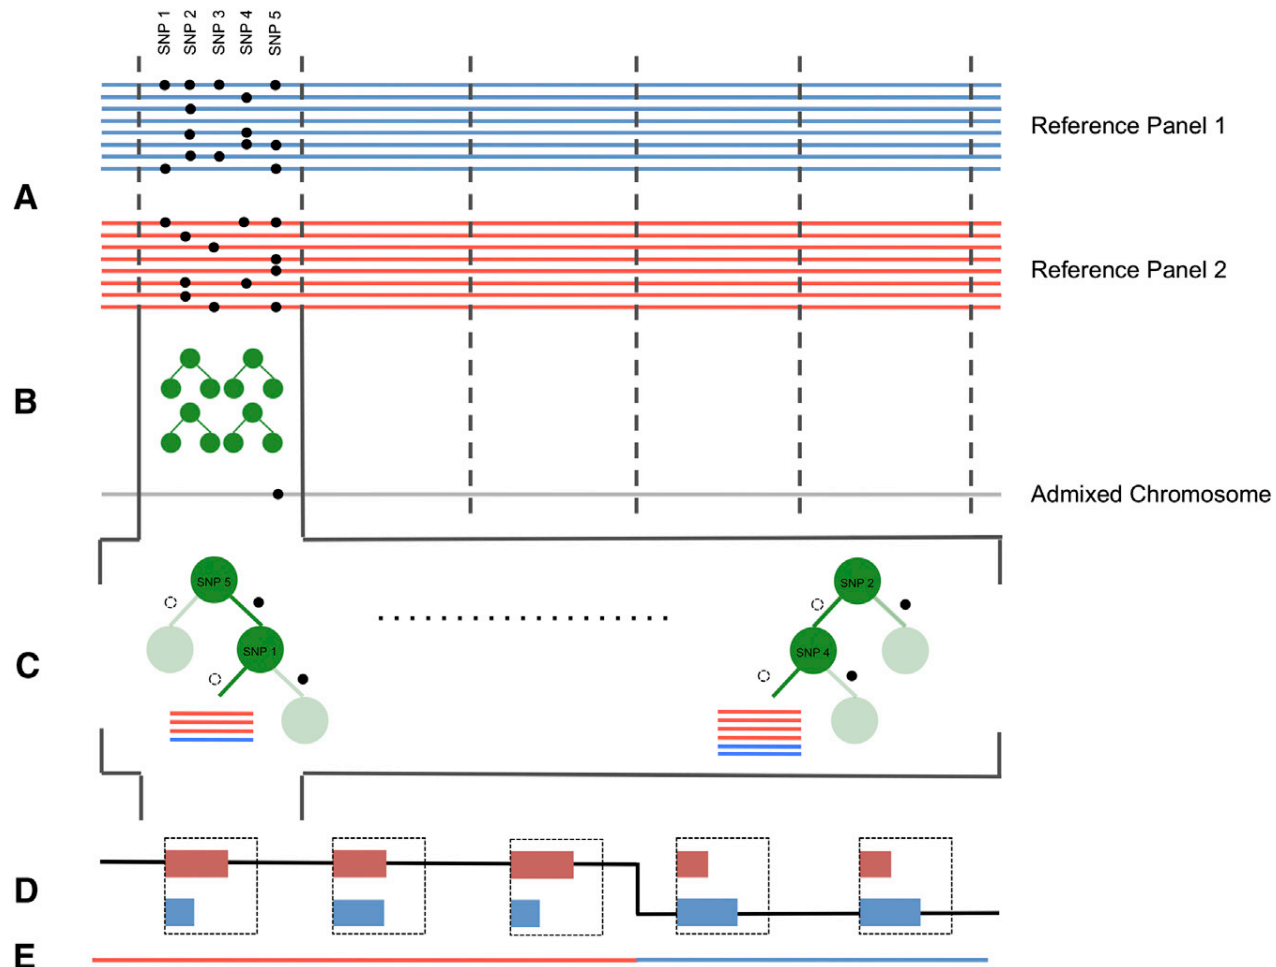 SNP 1
SNP 2
SNP 3
SNP 4
SNP 5
Reference Panel 1
A
Reference Panel 2
B
Admixed Chromosome
SNP 5
SNP 2
SNP 1
SNP 4
C
D
E